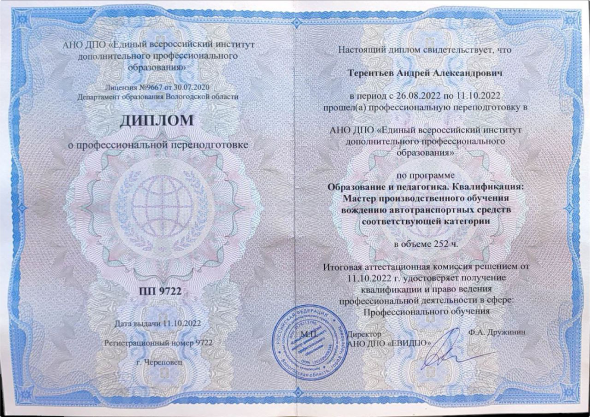 АНО ДПО «Единый всероссийский институт
дополнительного профессионального
образования»
Лицензия №9667 от 30.07.2020
Департамент образования Вологодской области
ДИПЛОМ
о профессиональной переподготовке
ПП 9722
Дата выдачи 11.10.2022
Регистрационный номер 9722
г. Череповец
Настоящий диплом свидетельствует, что
Терентьев Андрей Александрович
в период с 26.08.2022 по 11.10.2022
прошел(а) профессиональную переподготовку в
АНО ДПО «Единый всероссийский институт
дополнительного профессионального
образования»
по программе
Образование и педагогика. Квалификация:
Мастер производственного обучения
вождению автотранспортных средств
соответствующей категории
в объеме 252 ч.
Итоговая аттестационная комиссия решением от
11.10.2022 г. удостоверяет получение
квалификации и право ведения
профессиональной деятельности в сфере:
Профессионального обучения
М.П. Директор Ф.А. Дружинин
АНО ДПО «ЕВИДПО»